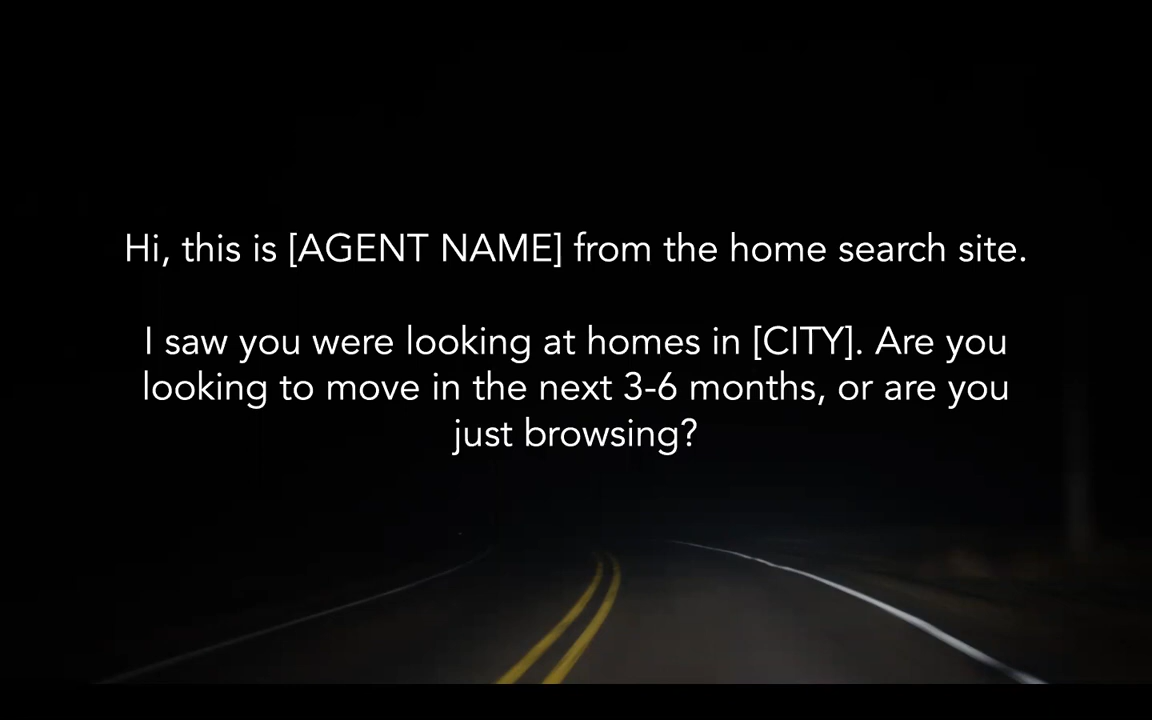 Hi, this is [AGENT NAME] from the home search site.
I saw you were looking at homes in [CITY]. Are you
looking to move in the next 3-6 months, or are you
just browsing?